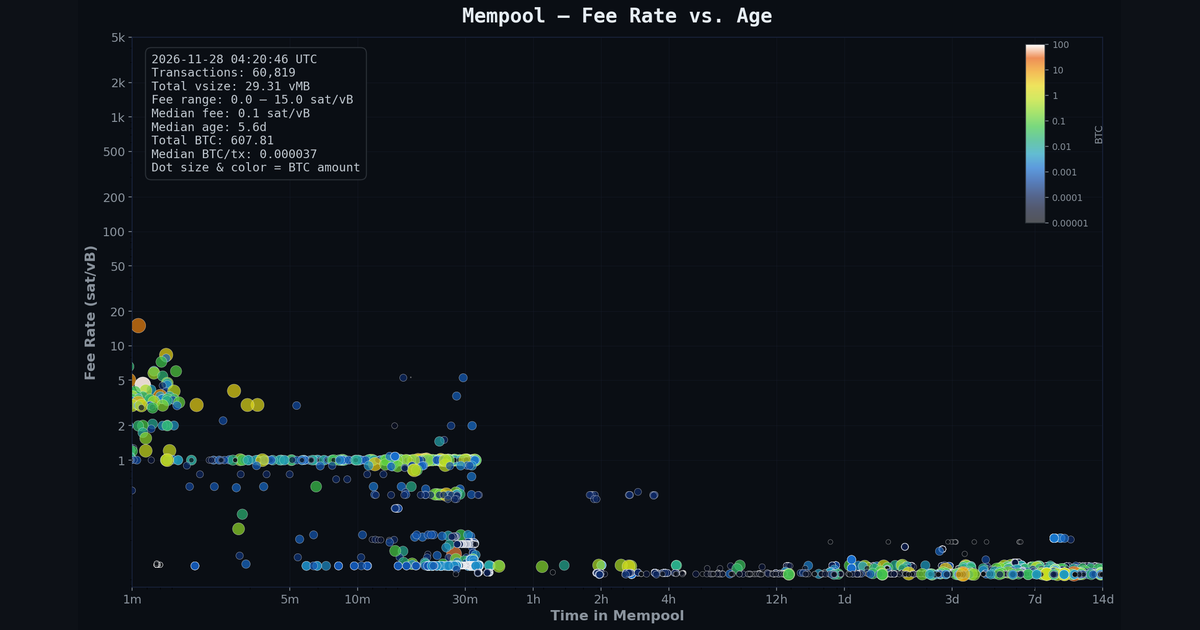 Mempool — Fee Rate vs. Age
2026-11-28 04:20:46 UTC
Transactions: 60,819
Total vsize: 29.31 vMB
Fee range: 0.0 – 15.0 sat/vB
Median fee: 0.1 sat/vB
Median age: 5.6d
Total BTC: 607.81
Median BTC/tx: 0.000037
Dot size & color = BTC amount
100
10
1
0.1
0.01
0.001
0.0001
0.00001
BTC
Fee Rate (sat/vB)
5k
2k
1k
500
200
100
50
20
10
5
2
1
1m 5m 10m 30m 1h 2h 4h 12h 1d 3d 7d 14d
Time in Mempool